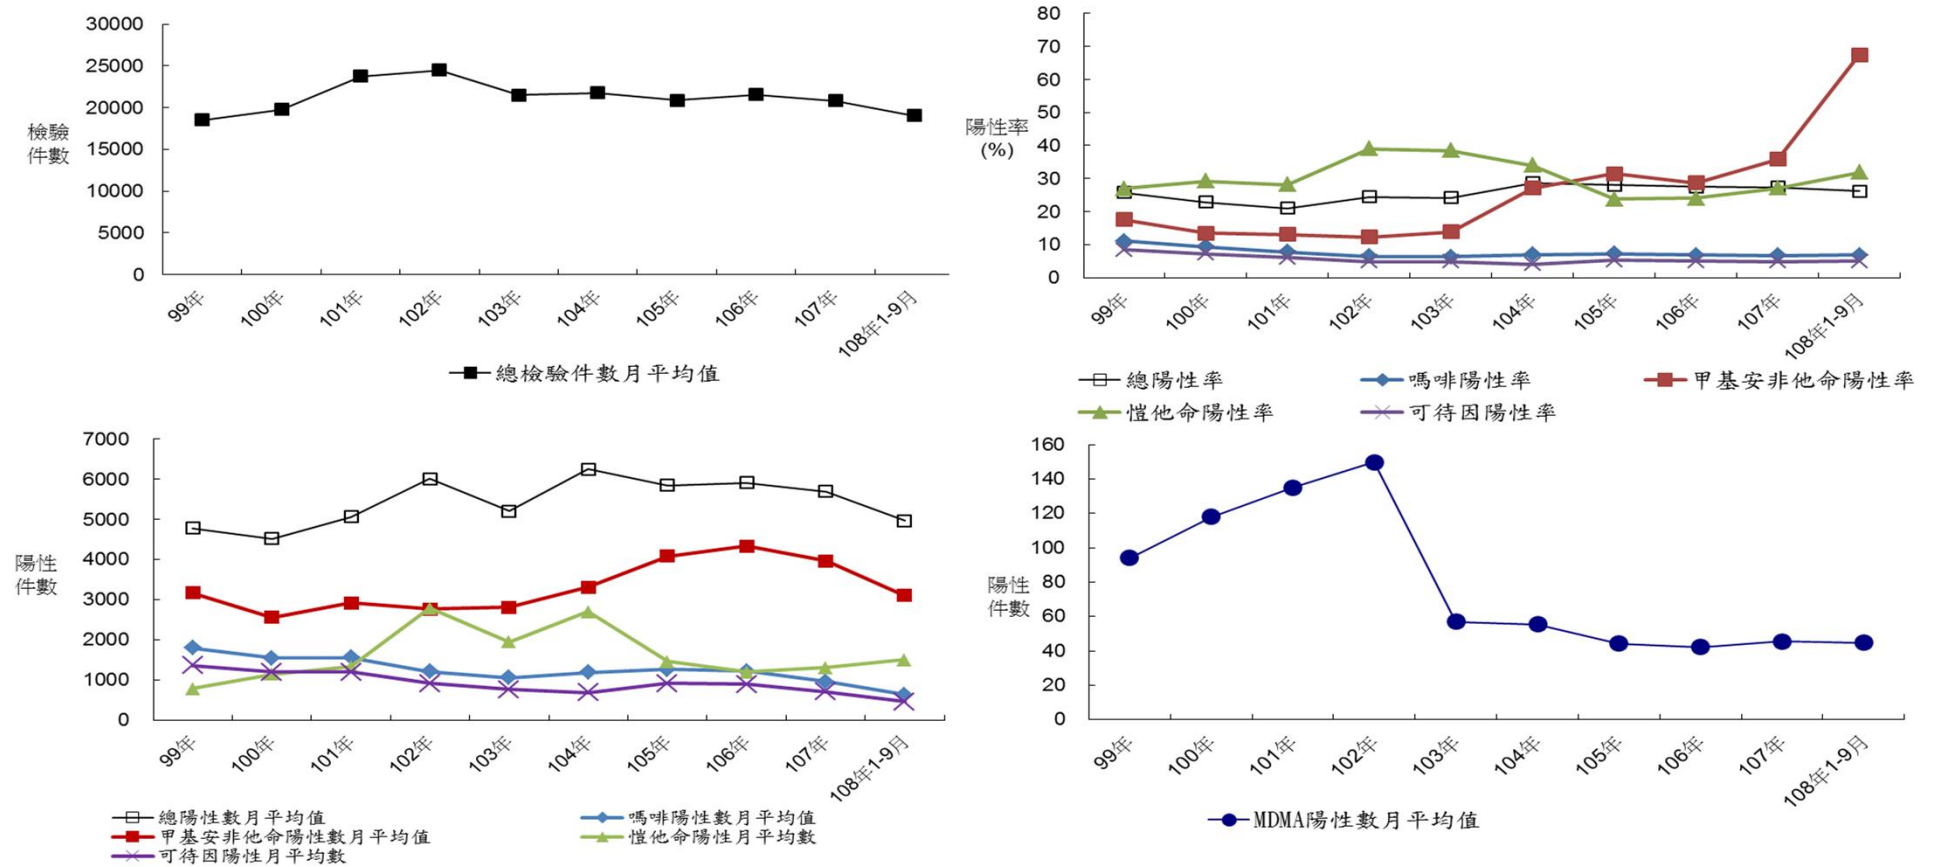 30000
25000
20000
15000
10000
5000
0
檢驗
件數
99年
100年
101年
102年
103年
104年
105年
106年
107年
108年1-9月
總檢驗件數月平均值
80
70
60
50
40
30
20
10
0
陽性率
(%)
99年
100年
101年
102年
103年
104年
105年
106年
107年
108年1-9月
總陽性率
嗎啡陽性率
甲基安非他命陽性率
愷他命陽性率
可待因陽性率
7000
6000
5000
4000
3000
2000
1000
0
陽性
件數
99年
100年
101年
102年
103年
104年
105年
106年
107年
108年1-9月
總陽性數月平均值
嗎啡陽性數月平均值
甲基安非他命陽性數月平均值
愷他命陽性月平均數
可待因陽性月平均數
160
140
120
100
80
60
40
20
0
陽性
件數
99年
100年
101年
102年
103年
104年
105年
106年
107年
108年1-9月
MDMA陽性數月平均值